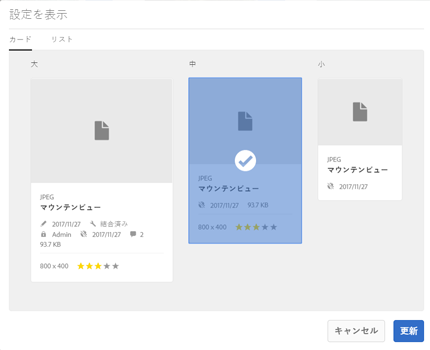 設定を表示
カード リスト
大 中 小
JPEG
マウンテンビュー
2017/11/27 結合済み
Admin 2017/11/27 2
93.7 KB
800 x 400
JPEG
マウンテンビュー
2017/11/27 93.7 KB
800 x 400
JPEG
マウンテンビュー
2017/11/27
キャンセル 更新